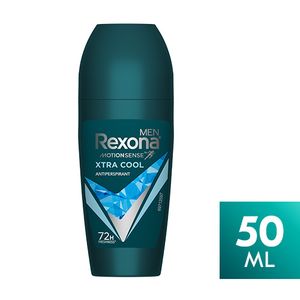 MEN
Rexona
MOTIONSENSE
XTRA COOL
ANTIPERSPIRANT
72H
50
ML